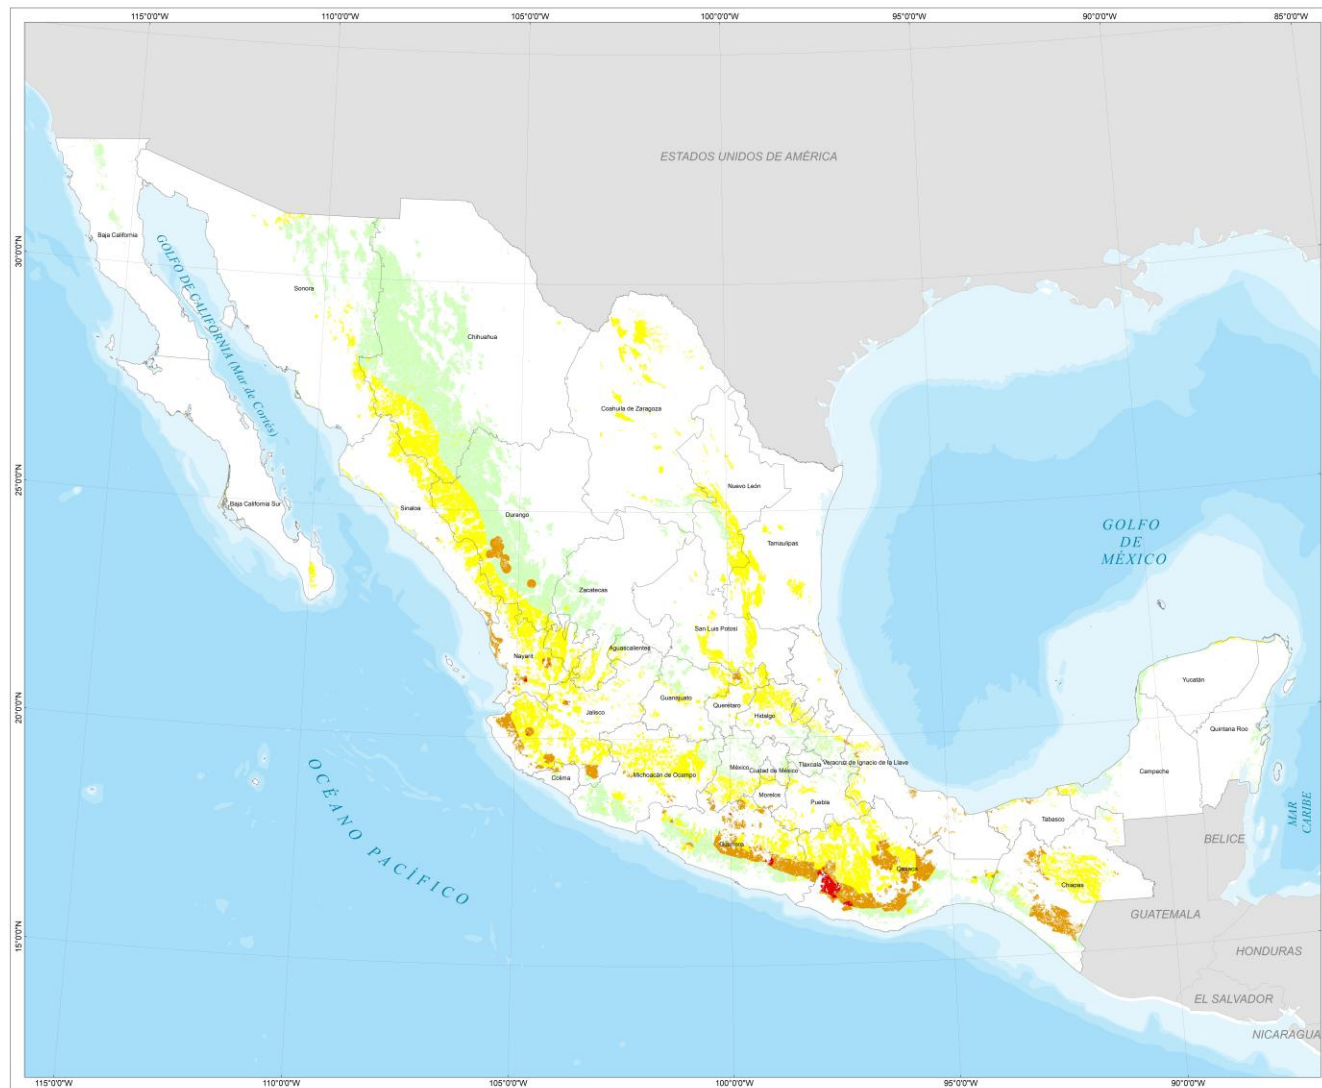 115°0'0"W 110°0'0"W 105°0'0"W 100°0'0"W 95°0'0"W 90°0'0"W 85°0'0"W
ESTADOS UNIDOS DE AMÉRICA
30°0'0"N
Baja California
GOLFO DE CALIFORNIA (Mar de Cortés)
Sonora
Chihuahua
Coahuila de Zaragoza
25°0'0"N
Nuevo León
Baja California Sur
Sinaloa
Durango
Tamaulipas
GOLFO
DE
MÉXICO
Zacatecas
San Luis Potosí
Nayarit
Aguascalientes
Yucatán
20°0'0"N
Guanajuato
Querétaro
Jalisco
Hidalgo
Quintana Roo
México
Ciudad de México
Tlaxcala
Veracruz de Ignacio de la Llave
Campeche
Colima
Michoacán de Ocampo
Morelos
Puebla
MAR
CARIBE
Tabasco
BELICE
Guerrero
OCÉANO PACÍFICO
Oaxaca
Chiapas
GUATEMALA
15°0'0"N
HONDURAS
EL SALVADOR
NICARAGUA
115°0'0"W 110°0'0"W 105°0'0"W 100°0'0"W 95°0'0"W 90°0'0"W